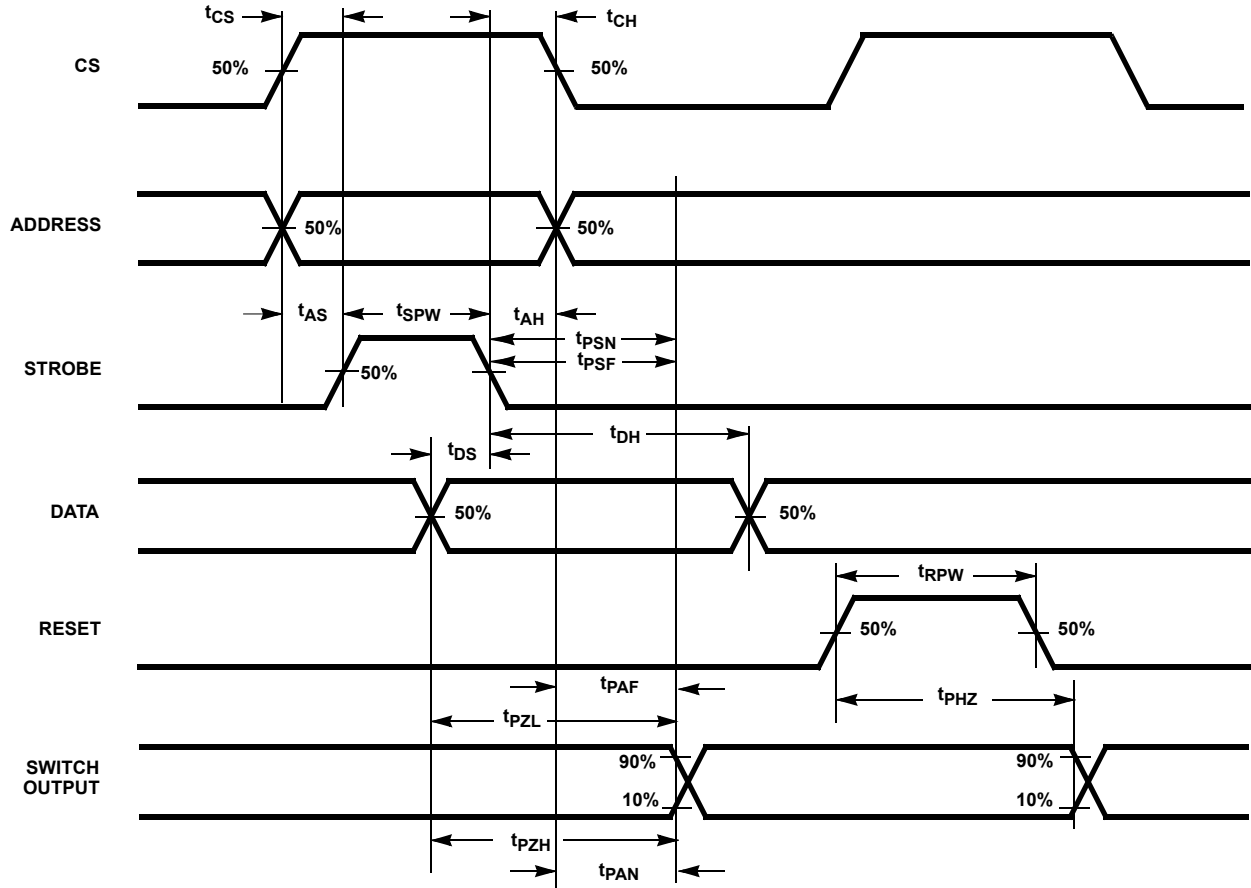 tCS
tCH
CS
50%
50%
ADDRESS
50%
50%
tAS
tSPW
tAH
tPSN
tPSF
STROBE
50%
tDH
tDS
DATA
50%
50%
tRPW
RESET
50%
50%
tPAF
tPHZ
tPZL
SWITCH
OUTPUT
90%
90%
10%
10%
tPZH
tPAN